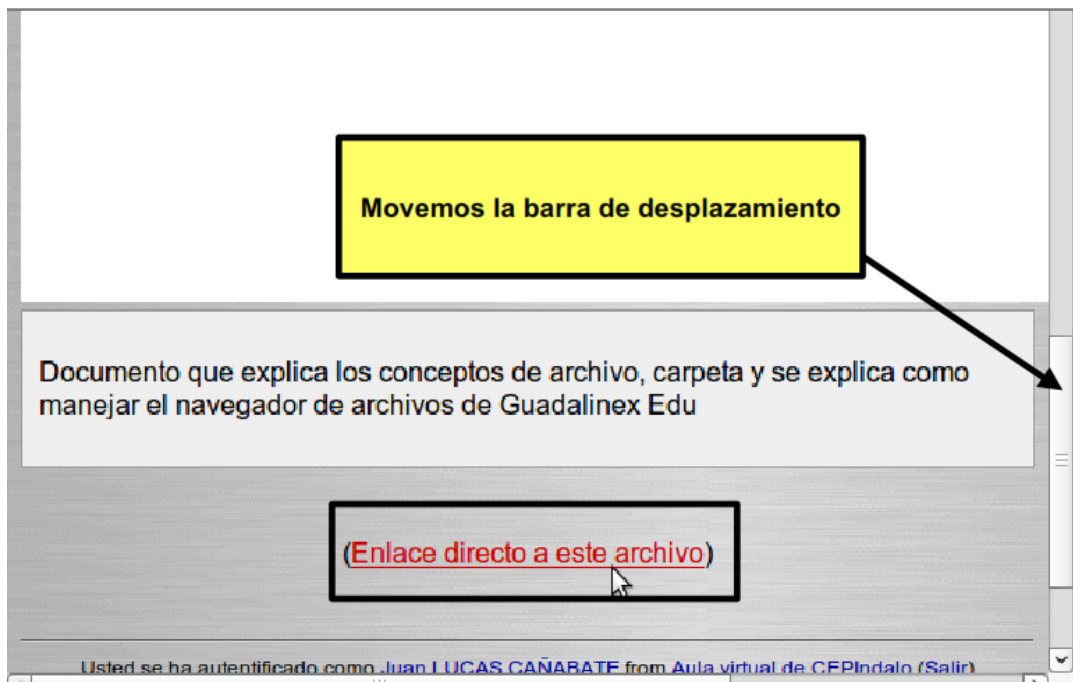 Movemos la barra de desplazamiento
Documento que explica los conceptos de archivo, carpeta y se explica como
manejar el navegador de archivos de Guadalinex Edu
(Enlace directo a este archivo)
Usted se ha autentificado como Juan LUCAS CAÑABATE from Aula virtual de CEPIndalo (Salir)